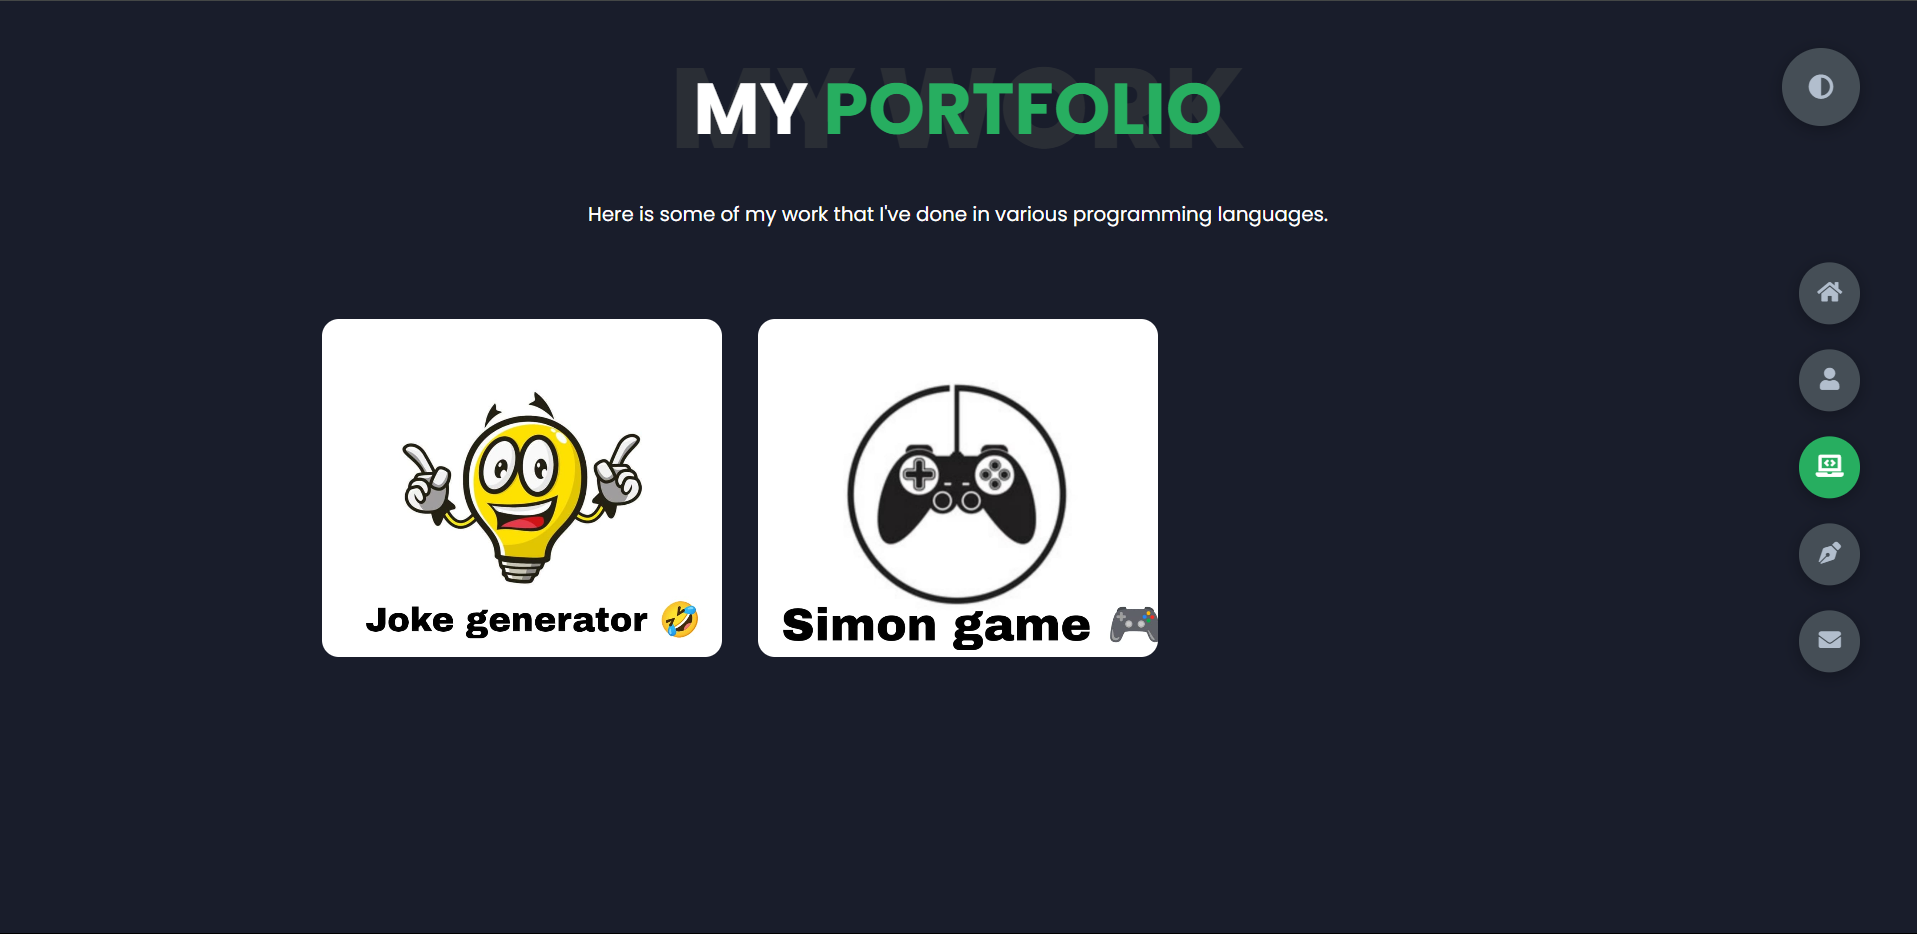 MY WORK
MY PORTFOLIO
Here is some of my work that I've done in various programming languages.
Joke generator 🤣
Simon game 🎮